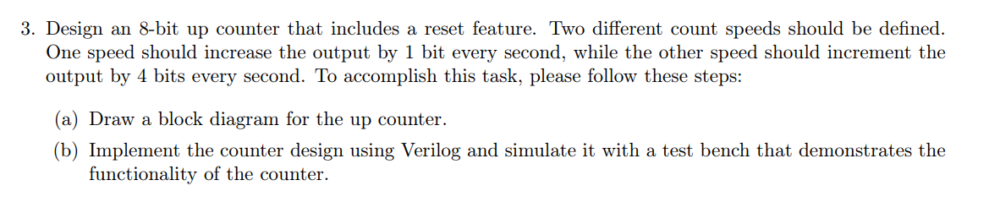 3. Design an 8-bit up counter that includes a reset feature. Two different count speeds should be defined.
One speed should increase the output by 1 bit every second, while the other speed should increment the
output by 4 bits every second. To accomplish this task, please follow these steps:
(a) Draw a block diagram for the up counter.
(b) Implement the counter design using Verilog and simulate it with a test bench that demonstrates the
functionality of the counter.